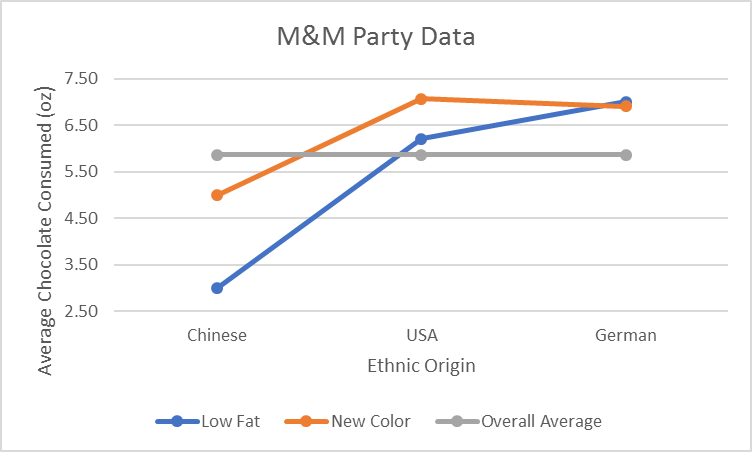 M&M Party Data
Average Chocolate Consumed (oz)
7.50
6.50
5.50
4.50
3.50
2.50
Chinese USA German
Ethnic Origin
Low Fat New Color Overall Average